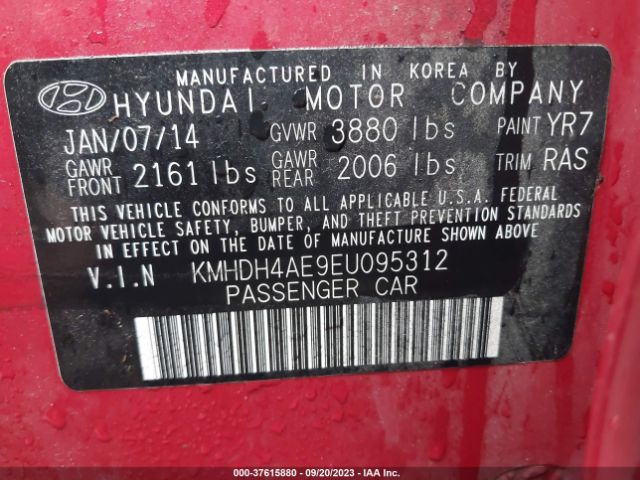 MANUFACTURED IN KOREA BY
HYUNDAI MOTOR COMPANY
JAN/07/14 GVWR 3880 lbs PAINT YR7
GAWR FRONT 2161 lbs GAWR REAR 2006 lbs TRIM RAS
THIS VEHICLE CONFORMS TO ALL APPLICABLE U.S.A. FEDERAL
MOTOR VEHICLE SAFETY, BUMPER, AND THEFT PREVENTION STANDARDS
IN EFFECT ON THE DATE OF MANUFACTURE SHOWN ABOVE
V.I.N KMHDH4AE9EU095312
PASSENGER CAR
000-37615880 - 09/20/2023 - IAA, Inc.